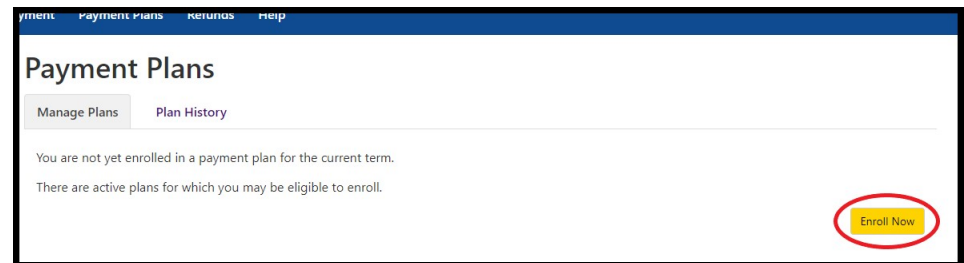 yment Payment Plans Refunds Help
Payment Plans
Manage Plans Plan History
You are not yet enrolled in a payment plan for the current term.
There are active plans for which you may be eligible to enroll.
Enroll Now